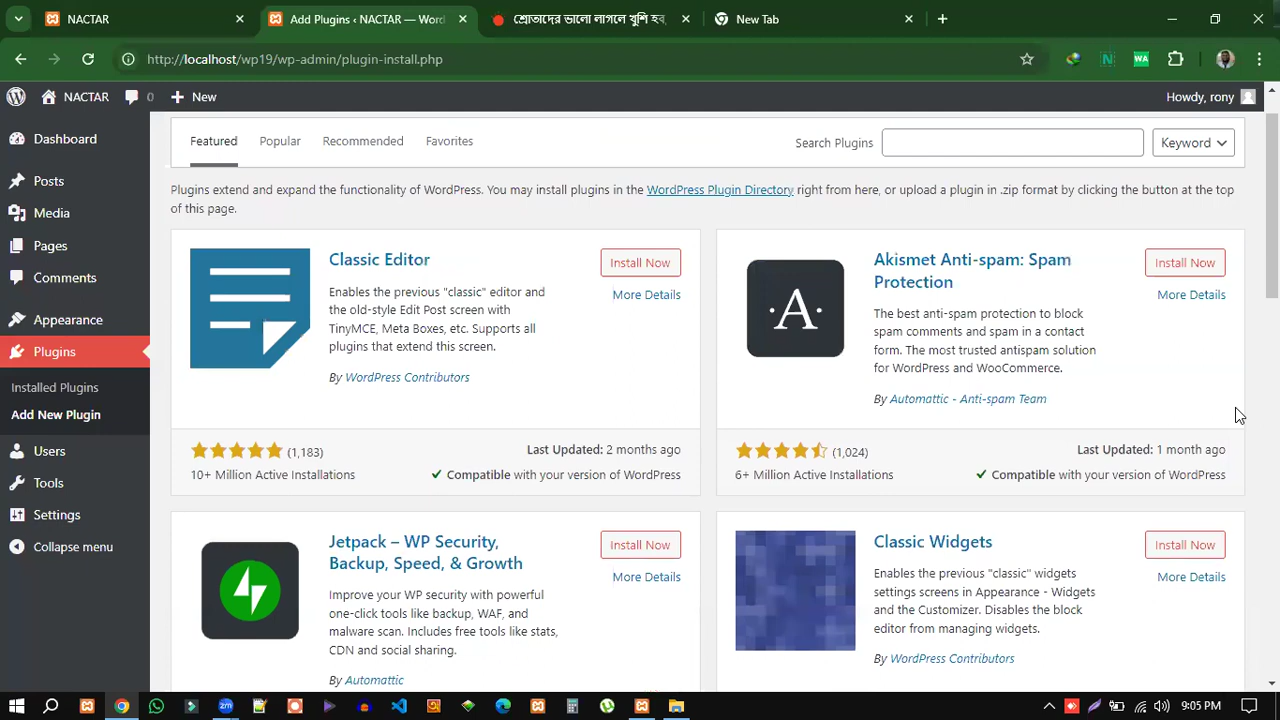 NACTAR
Add Plugins ‹ NACTAR — Word
শ্রোতাদের ভালো লাগলে খুশি হব,
New Tab
http://localhost/wp19/wp-admin/plugin-install.php
N
WA
NACTAR
0
New
Howdy, rony
Dashboard
Posts
Media
Pages
Comments
Appearance
Plugins
Installed Plugins
Add New Plugin
Users
Tools
Settings
Collapse menu
Featured
Popular
Recommended
Favorites
Search Plugins
Keyword
Plugins extend and expand the functionality of WordPress. You may install plugins in the WordPress Plugin Directory right from here, or upload a plugin in .zip format by clicking the button at the top
of this page.
Classic Editor
Install Now
More Details
Enables the previous "classic" editor and
the old-style Edit Post screen with
TinyMCE, Meta Boxes, etc. Supports all
plugins that extend this screen.
By WordPress Contributors
(1,183)
Last Updated: 2 months ago
10+ Million Active Installations
Compatible with your version of WordPress
A
Akismet Anti-spam: Spam
Protection
Install Now
More Details
The best anti-spam protection to block
spam comments and spam in a contact
form. The most trusted antispam solution
for WordPress and WooCommerce.
By Automattic - Anti-spam Team
(1,024)
Last Updated: 1 month ago
6+ Million Active Installations
Compatible with your version of WordPress
Jetpack – WP Security,
Backup, Speed, & Growth
Install Now
More Details
Improve your WP security with powerful
one-click tools like backup, WAF, and
malware scan. Includes free tools like stats,
CDN and social sharing.
By Automattic
Classic Widgets
Install Now
More Details
Enables the previous "classic" widgets
settings screens in Appearance - Widgets
and the Customizer. Disables the block
editor from managing widgets.
By WordPress Contributors
zm
9:05 PM